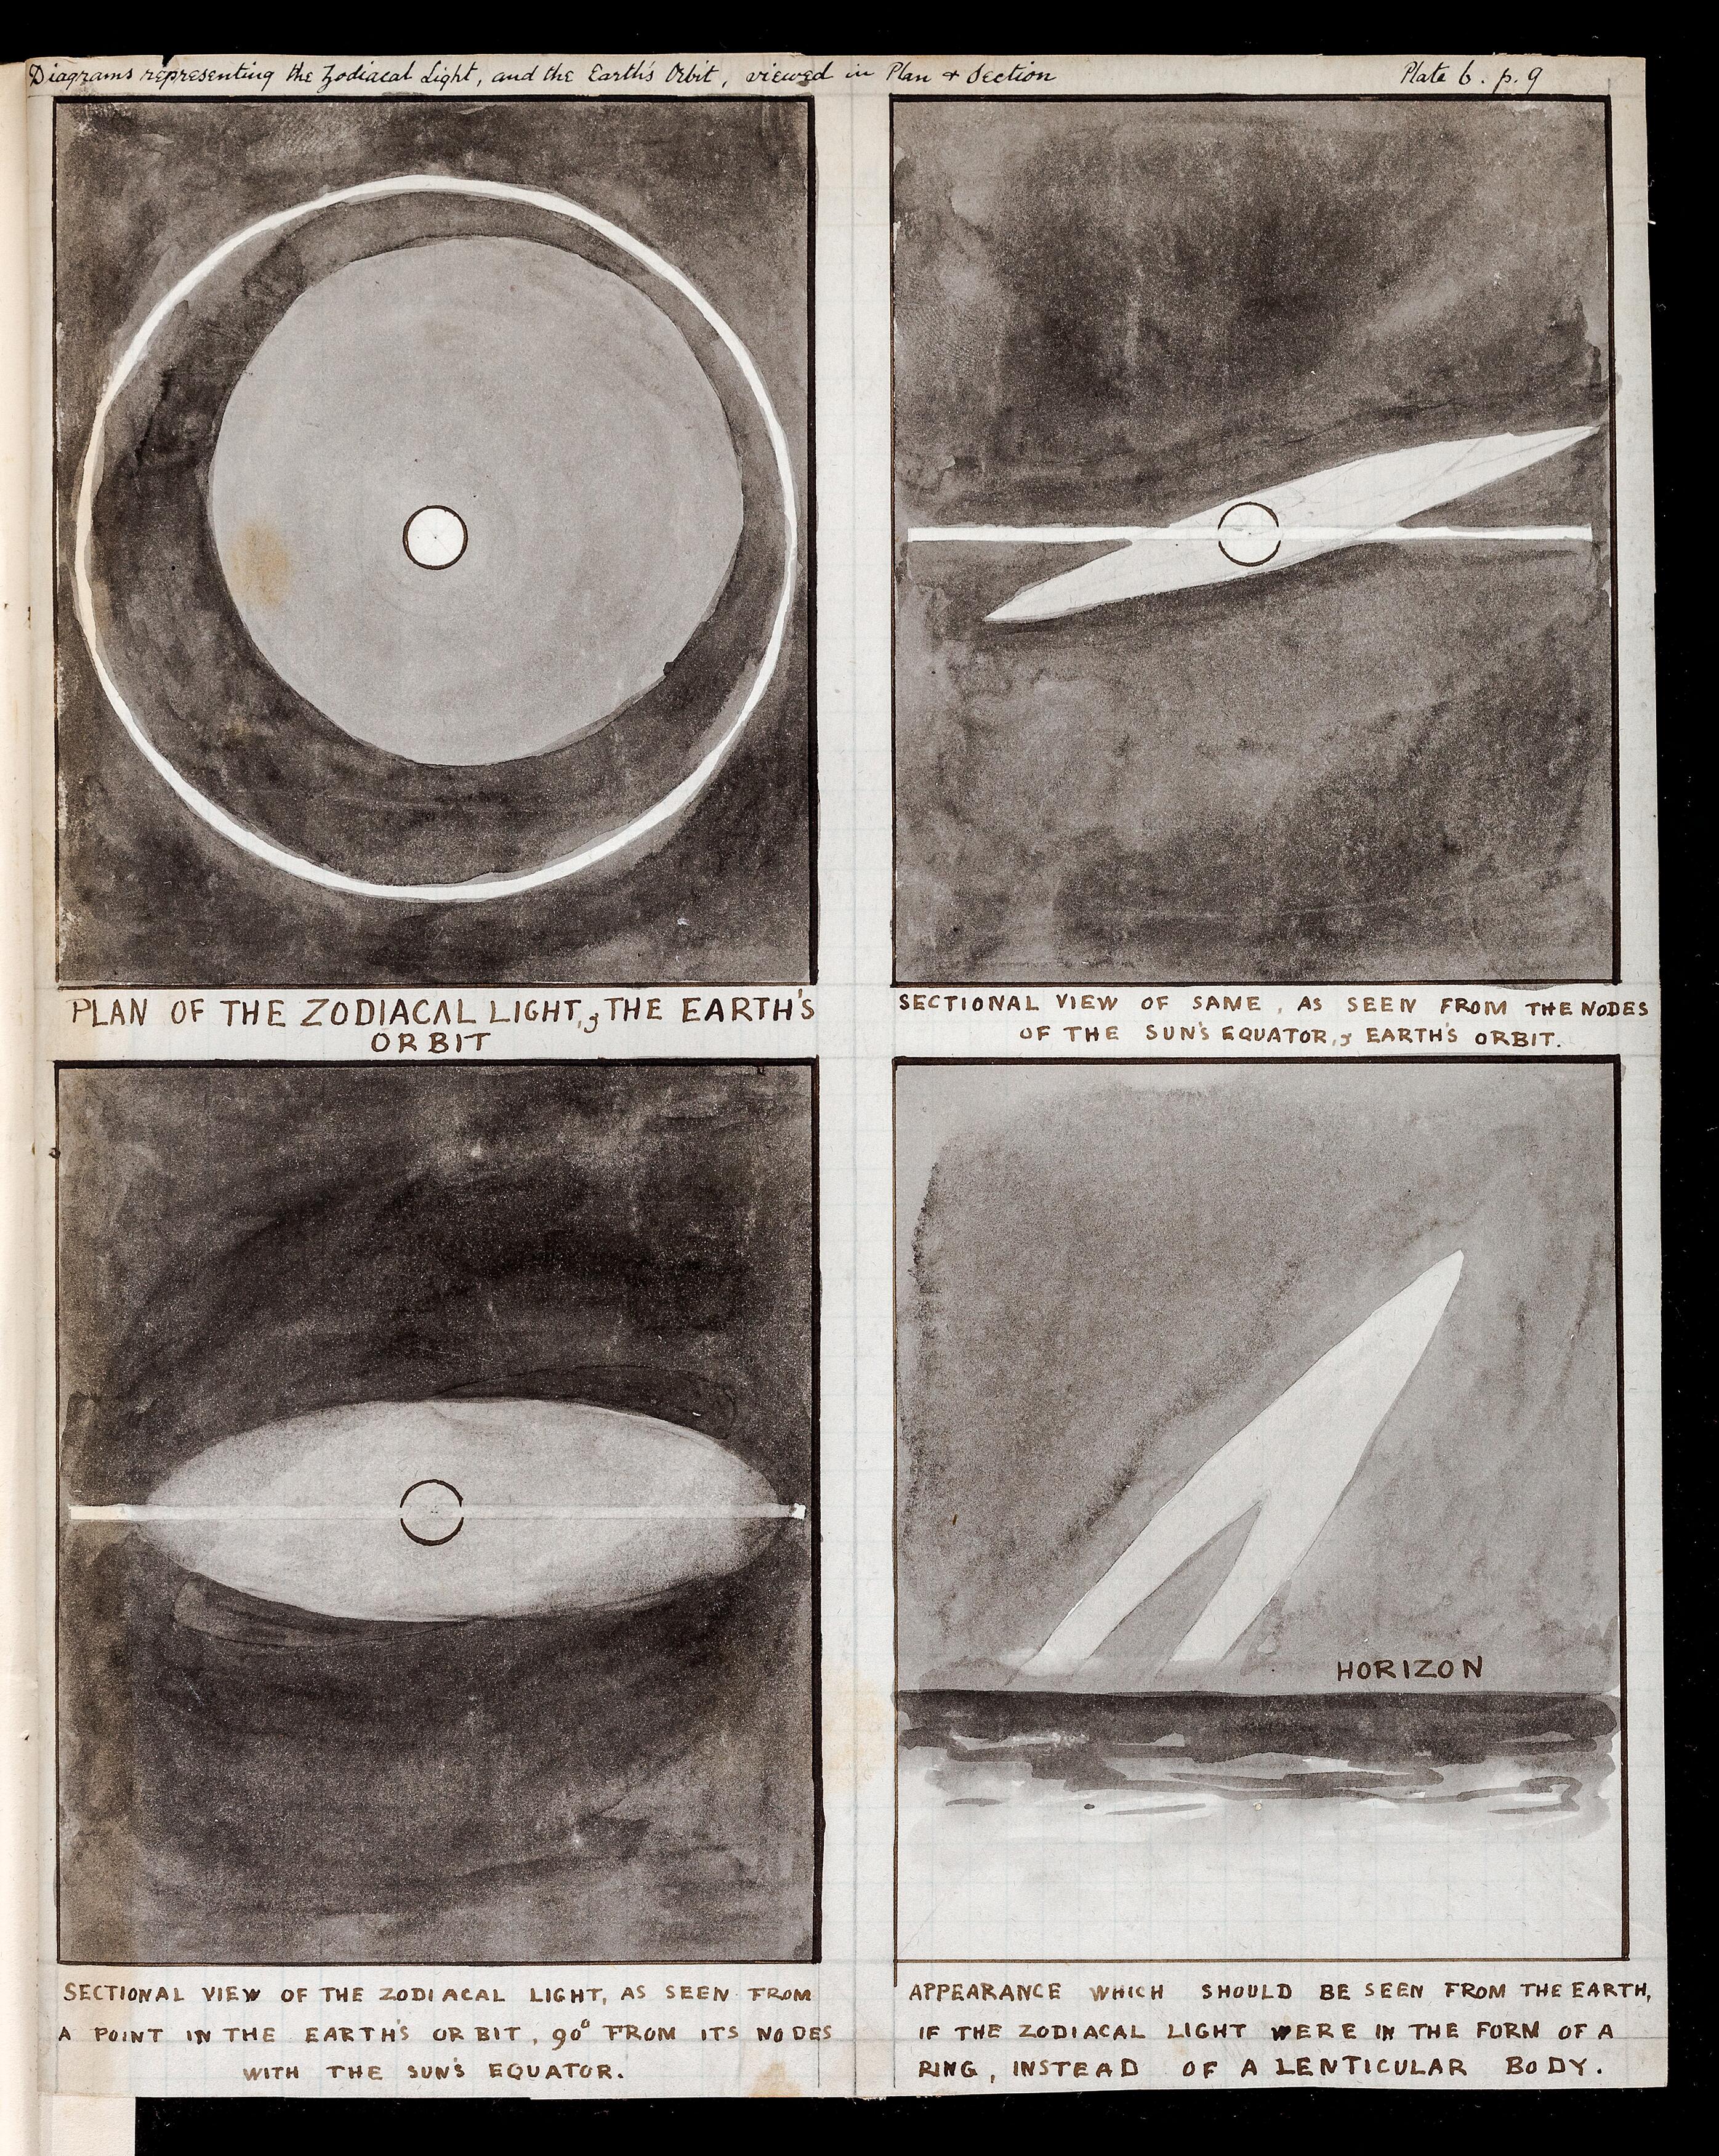 Diagrams representing the Zodiacal Light, and the Earth's Orbit, viewed in Plan & Section
Plate 6. p. 9
PLAN OF THE ZODIACAL LIGHT, & THE EARTH'S
ORBIT
SECTIONAL VIEW OF SAME, AS SEEN FROM THE NODES
OF THE SUN'S EQUATOR, & EARTH'S ORBIT.
HORIZON
SECTIONAL VIEW OF THE ZODIACAL LIGHT, AS SEEN FROM
A POINT IN THE EARTH'S ORBIT, 90° FROM ITS NODES
WITH THE SUN'S EQUATOR.
APPEARANCE WHICH SHOULD BE SEEN FROM THE EARTH,
IF THE ZODIACAL LIGHT WERE IN THE FORM OF A
RING, INSTEAD OF A LENTICULAR BODY.